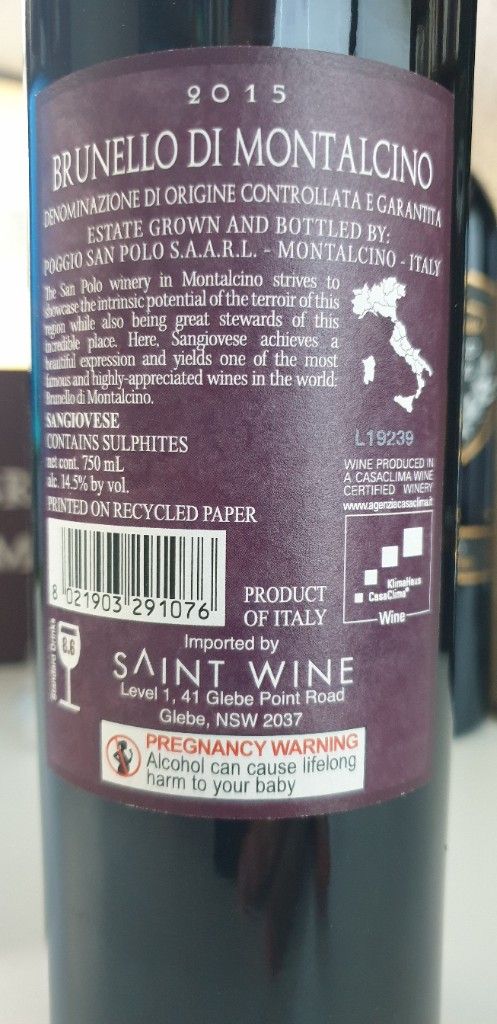 2015
BRUNELLO DI MONTALCINO
DENOMINAZIONE DI ORIGINE CONTROLLATA E GARANTITA
ESTATE GROWN AND BOTTLED BY:
POGGIO SAN POLO S.A.A.R.L. - MONTALCINO - ITALY
The San Polo winery in Montalcino strives to
showcase the intrinsic potential of the terroir of this
region while also being great stewards of this
incredible place. Here, Sangiovese achieves a
beautiful expression and yields one of the most
famous and highly-appreciated wines in the world:
Brunello di Montalcino.
SANGIOVESE
CONTAINS SULPHITES
net cont. 750 mL
alc. 14.5% by vol.
PRINTED ON RECYCLED PAPER
L19239
WINE PRODUCED IN
A CASACLIMA WINE
CERTIFIED WINERY
www.agenziacasaclima.it
KlimaHaus
CasaClima®
Wine
8 021903 291076
PRODUCT
OF ITALY
Standard Drinks
8.6
Imported by
SAINT WINE
Level 1, 41 Glebe Point Road
Glebe, NSW 2037
PREGNANCY WARNING
Alcohol can cause lifelong
harm to your baby